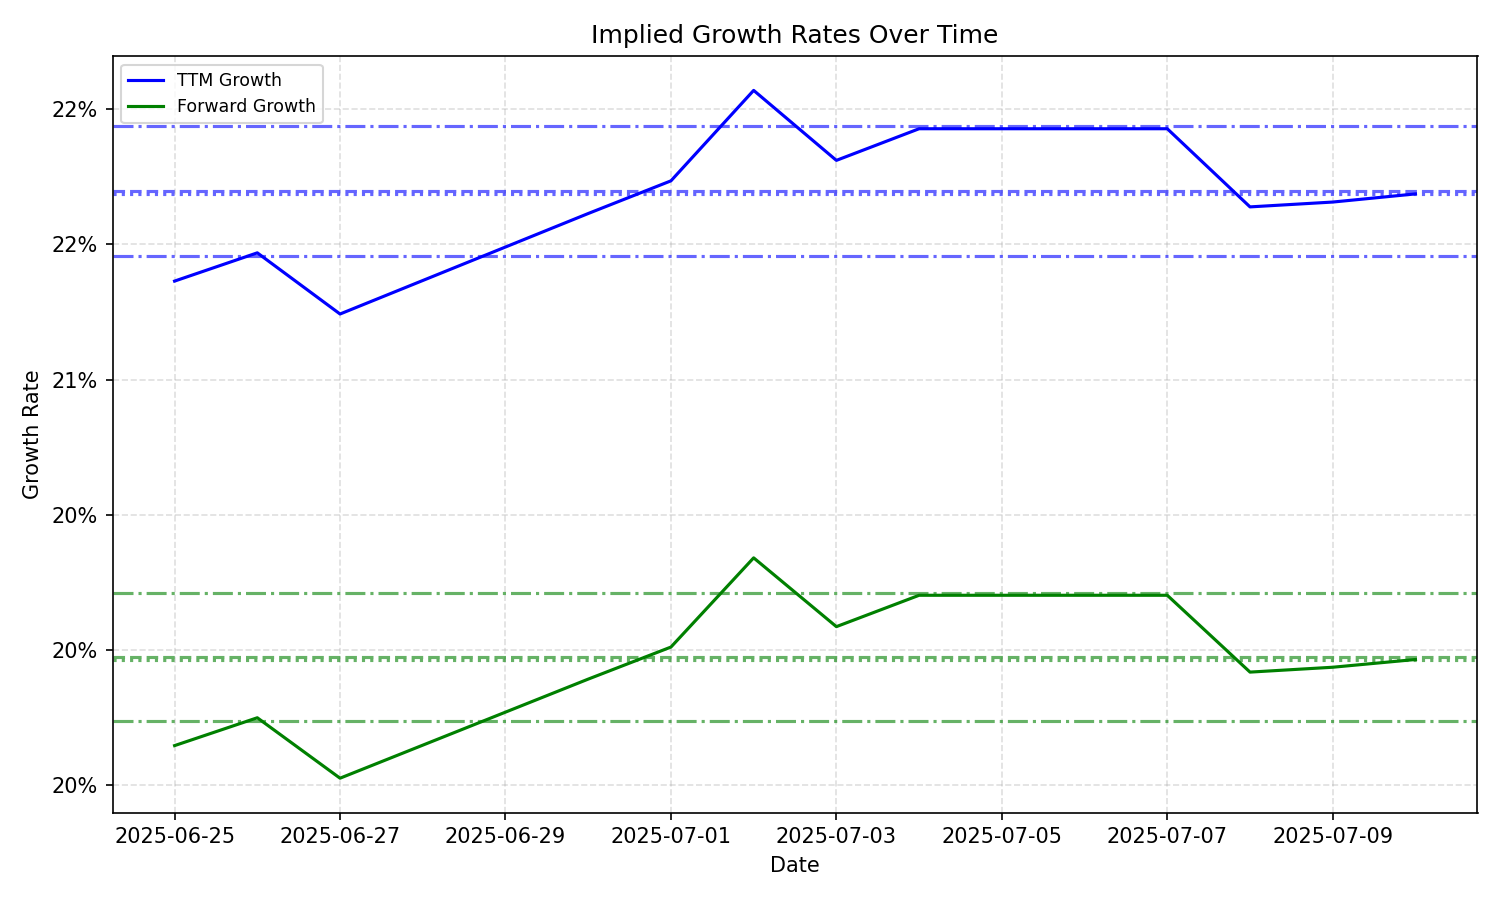 Implied Growth Rates Over Time
TTM Growth
Forward Growth
22%
22%
21%
20%
20%
20%
Growth Rate
2025-06-25
2025-06-27
2025-06-29
2025-07-01
2025-07-03
2025-07-05
2025-07-07
2025-07-09
Date